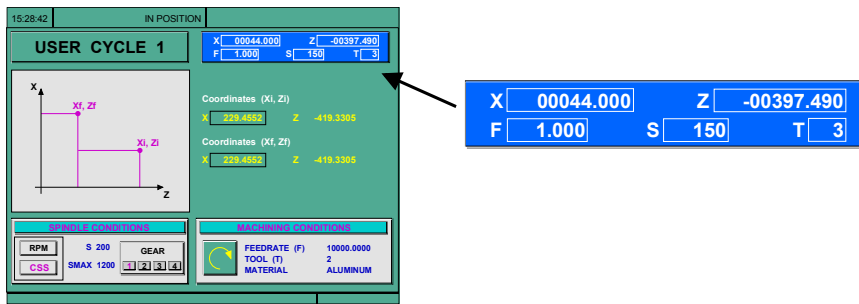 15:28:42 IN POSITION
USER CYCLE 1
X 00044.000 Z -00397.490
F 1.000 S 150 T 3
X 00044.000 Z -00397.490
F 1.000 S 150 T 3
X
Xf, Zf
Xi, Zi
Z
Coordinates (Xi, Zi)
X 229.4552 Z -419.3305
Coordinates (Xf, Zf)
X 229.4552 Z -419.3305
SPINDLE CONDITIONS
RPM S 200 GEAR
CSS SMAX 1200 1 2 3 4
MACHINING CONDITIONS
FEEDRATE (F) 10000.0000
TOOL (T) 2
MATERIAL ALUMINUM